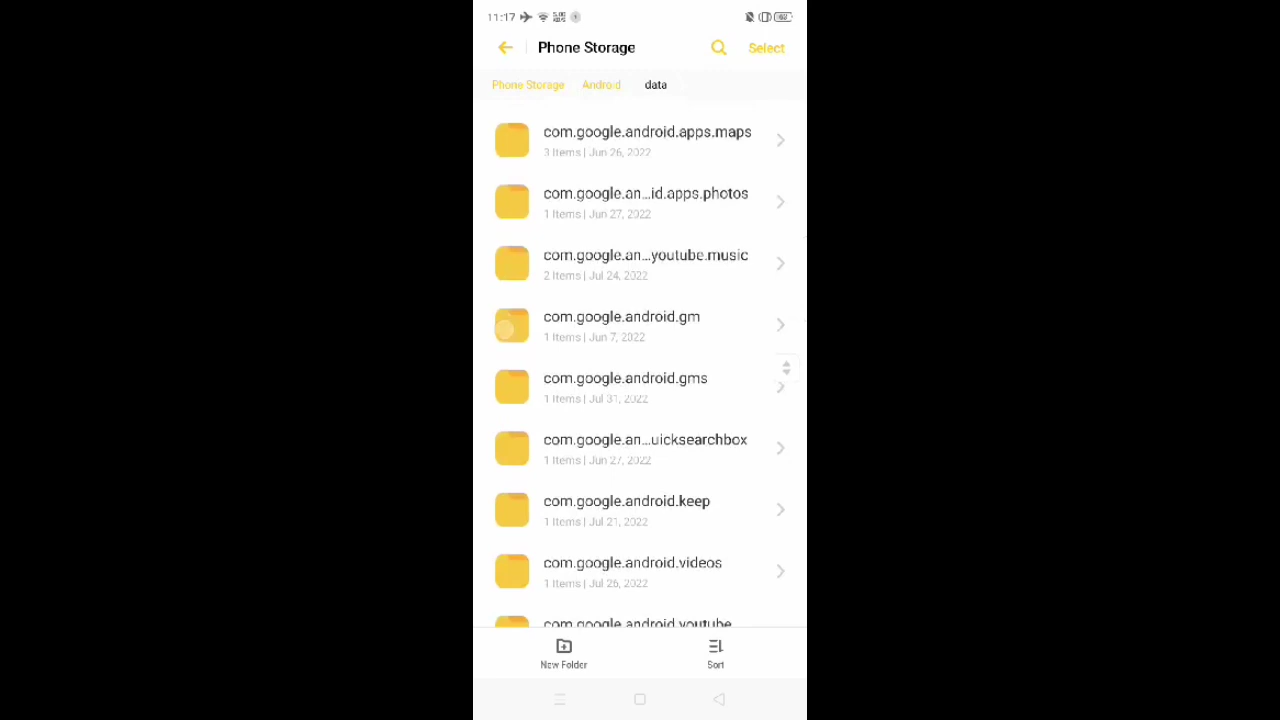 11:17
Phone Storage
Select
Phone Storage
Android
data
com.google.android.apps.maps
3 Items | Jun 26, 2022
com.google.an...id.apps.photos
1 Items | Jun 27, 2022
com.google.an...youtube.music
2 Items | Jul 24, 2022
com.google.android.gm
1 Items | Jun 7, 2022
com.google.android.gms
1 Items | Jul 31, 2022
com.google.an...uicksearchbox
1 Items | Jun 27, 2022
com.google.android.keep
1 Items | Jul 21, 2022
com.google.android.videos
1 Items | Jul 26, 2022
com.google.android.youtube
New Folder
Sort